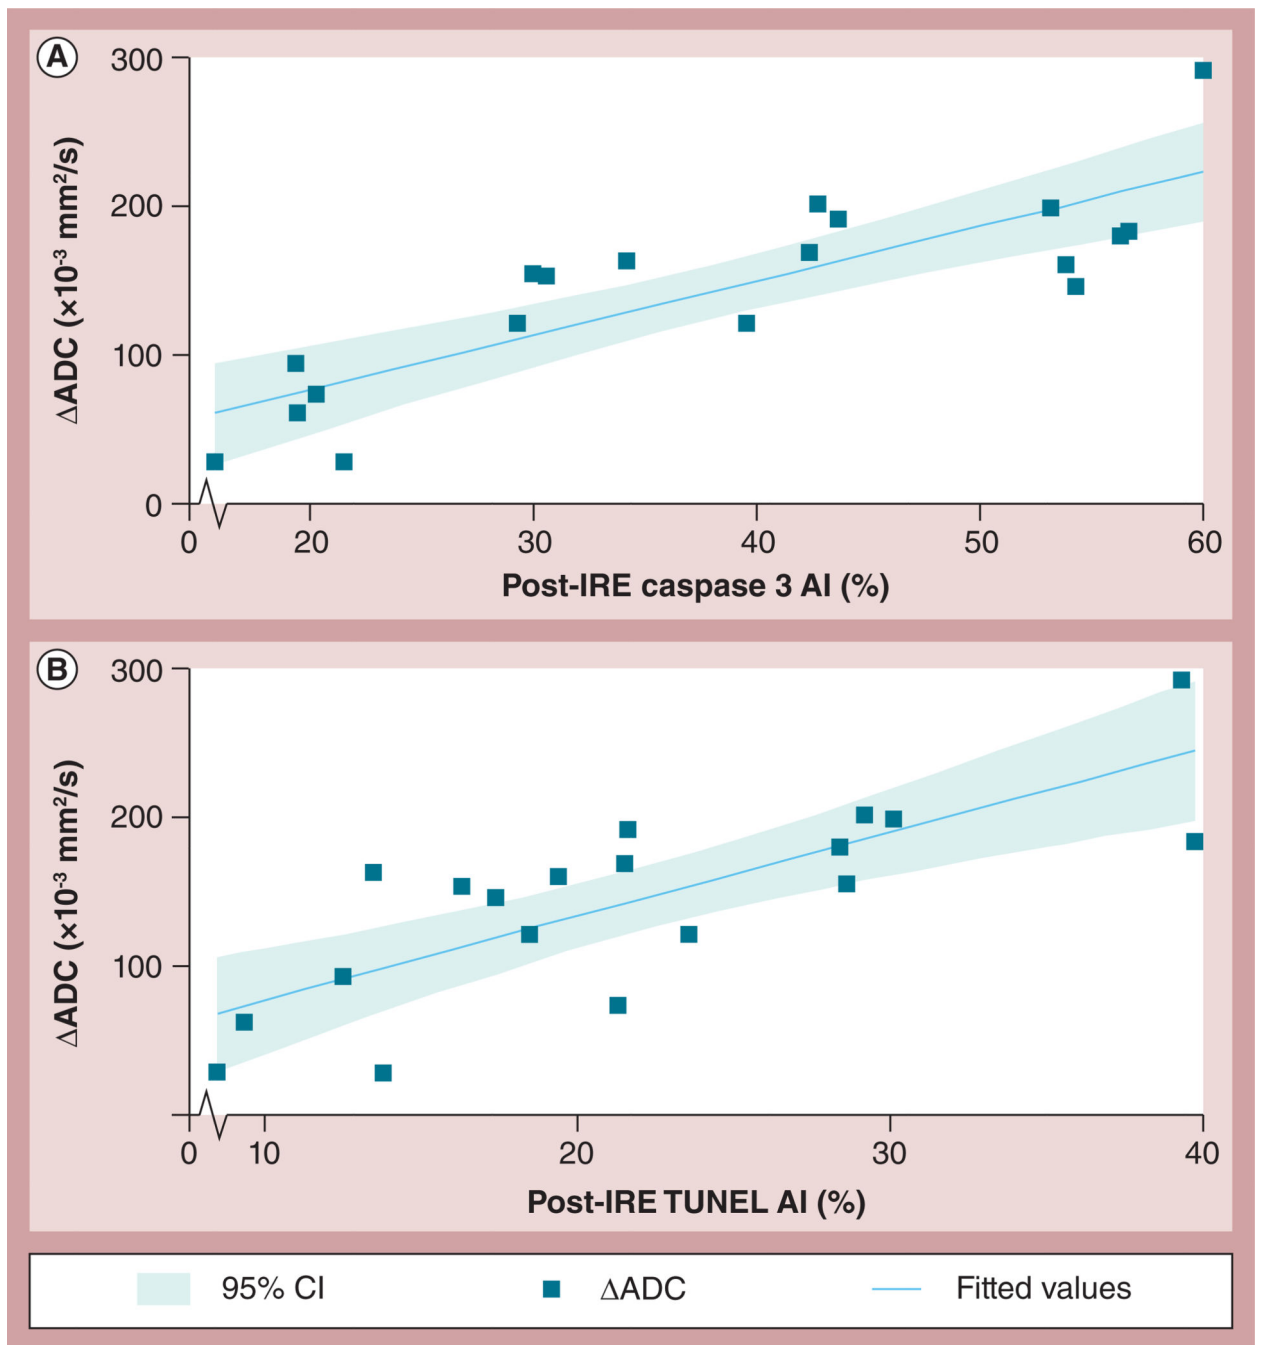 A
300
200
100
0
ΔADC (×10⁻³ mm²/s)
0 20 30 40 50 60
Post-IRE caspase 3 AI (%)
B
300
200
100
ΔADC (×10⁻³ mm²/s)
0 10 20 30 40
Post-IRE TUNEL AI (%)
95% CI ΔADC Fitted values